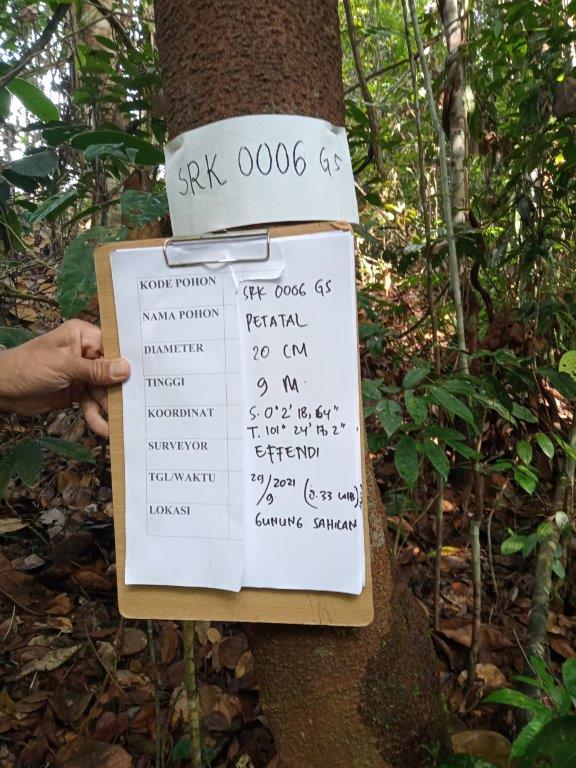 SRK 0006 GS
KODE POHON SRK 0006 GS
NAMA POHON PETATAL
DIAMETER 20 CM
TINGGI 9 M
KOORDINAT S. 0° 2' 18, 64"
T. 101° 24' 17, 2"
SURVEYOR EFFENDI
TGL/WAKTU 29/9 /2021 (8.33 WIB)
LOKASI GUNUNG SAHILAN